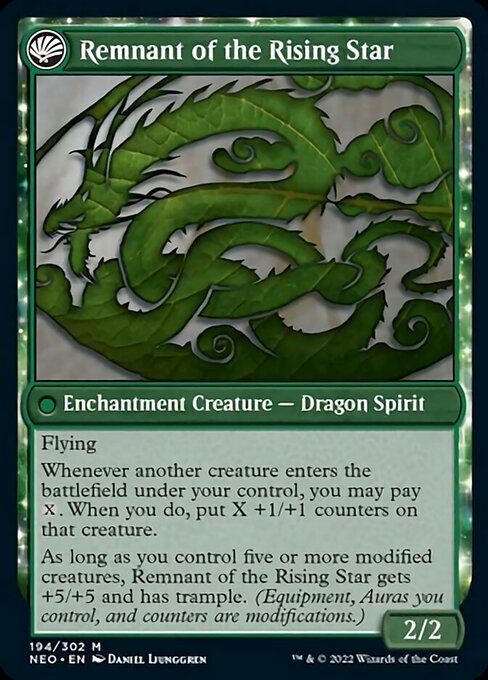 Remnant of the Rising Star
Enchantment Creature — Dragon Spirit
Flying
Whenever another creature enters the
battlefield under your control, you may pay
X. When you do, put X +1/+1 counters on
that creature.
As long as you control five or more modified
creatures, Remnant of the Rising Star gets
+5/+5 and has trample. (Equipment, Auras you
control, and counters are modifications.)
2/2
194/302 M
NEO • EN Daniel Ljunggren
™ & © 2022 Wizards of the Coast